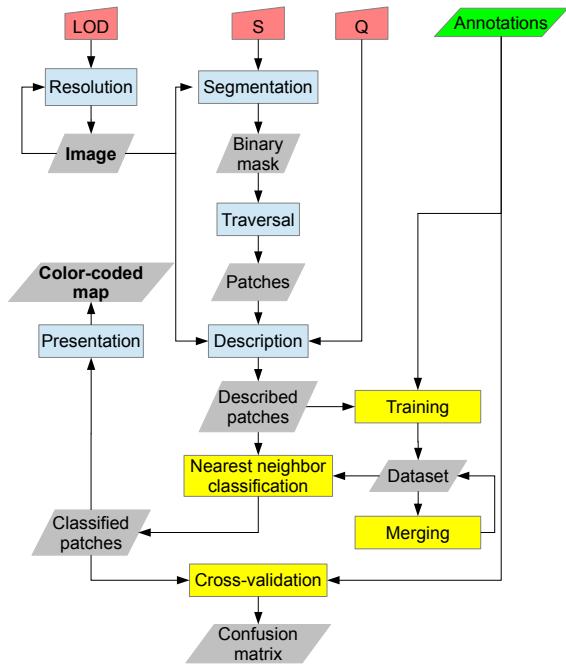 LOD
S
Q
Annotations
Resolution
Segmentation
Image
Binary
mask
Traversal
Color-coded
map
Patches
Presentation
Description
Described
patches
Training
Nearest neighbor
classification
Dataset
Classified
patches
Merging
Cross-validation
Confusion
matrix